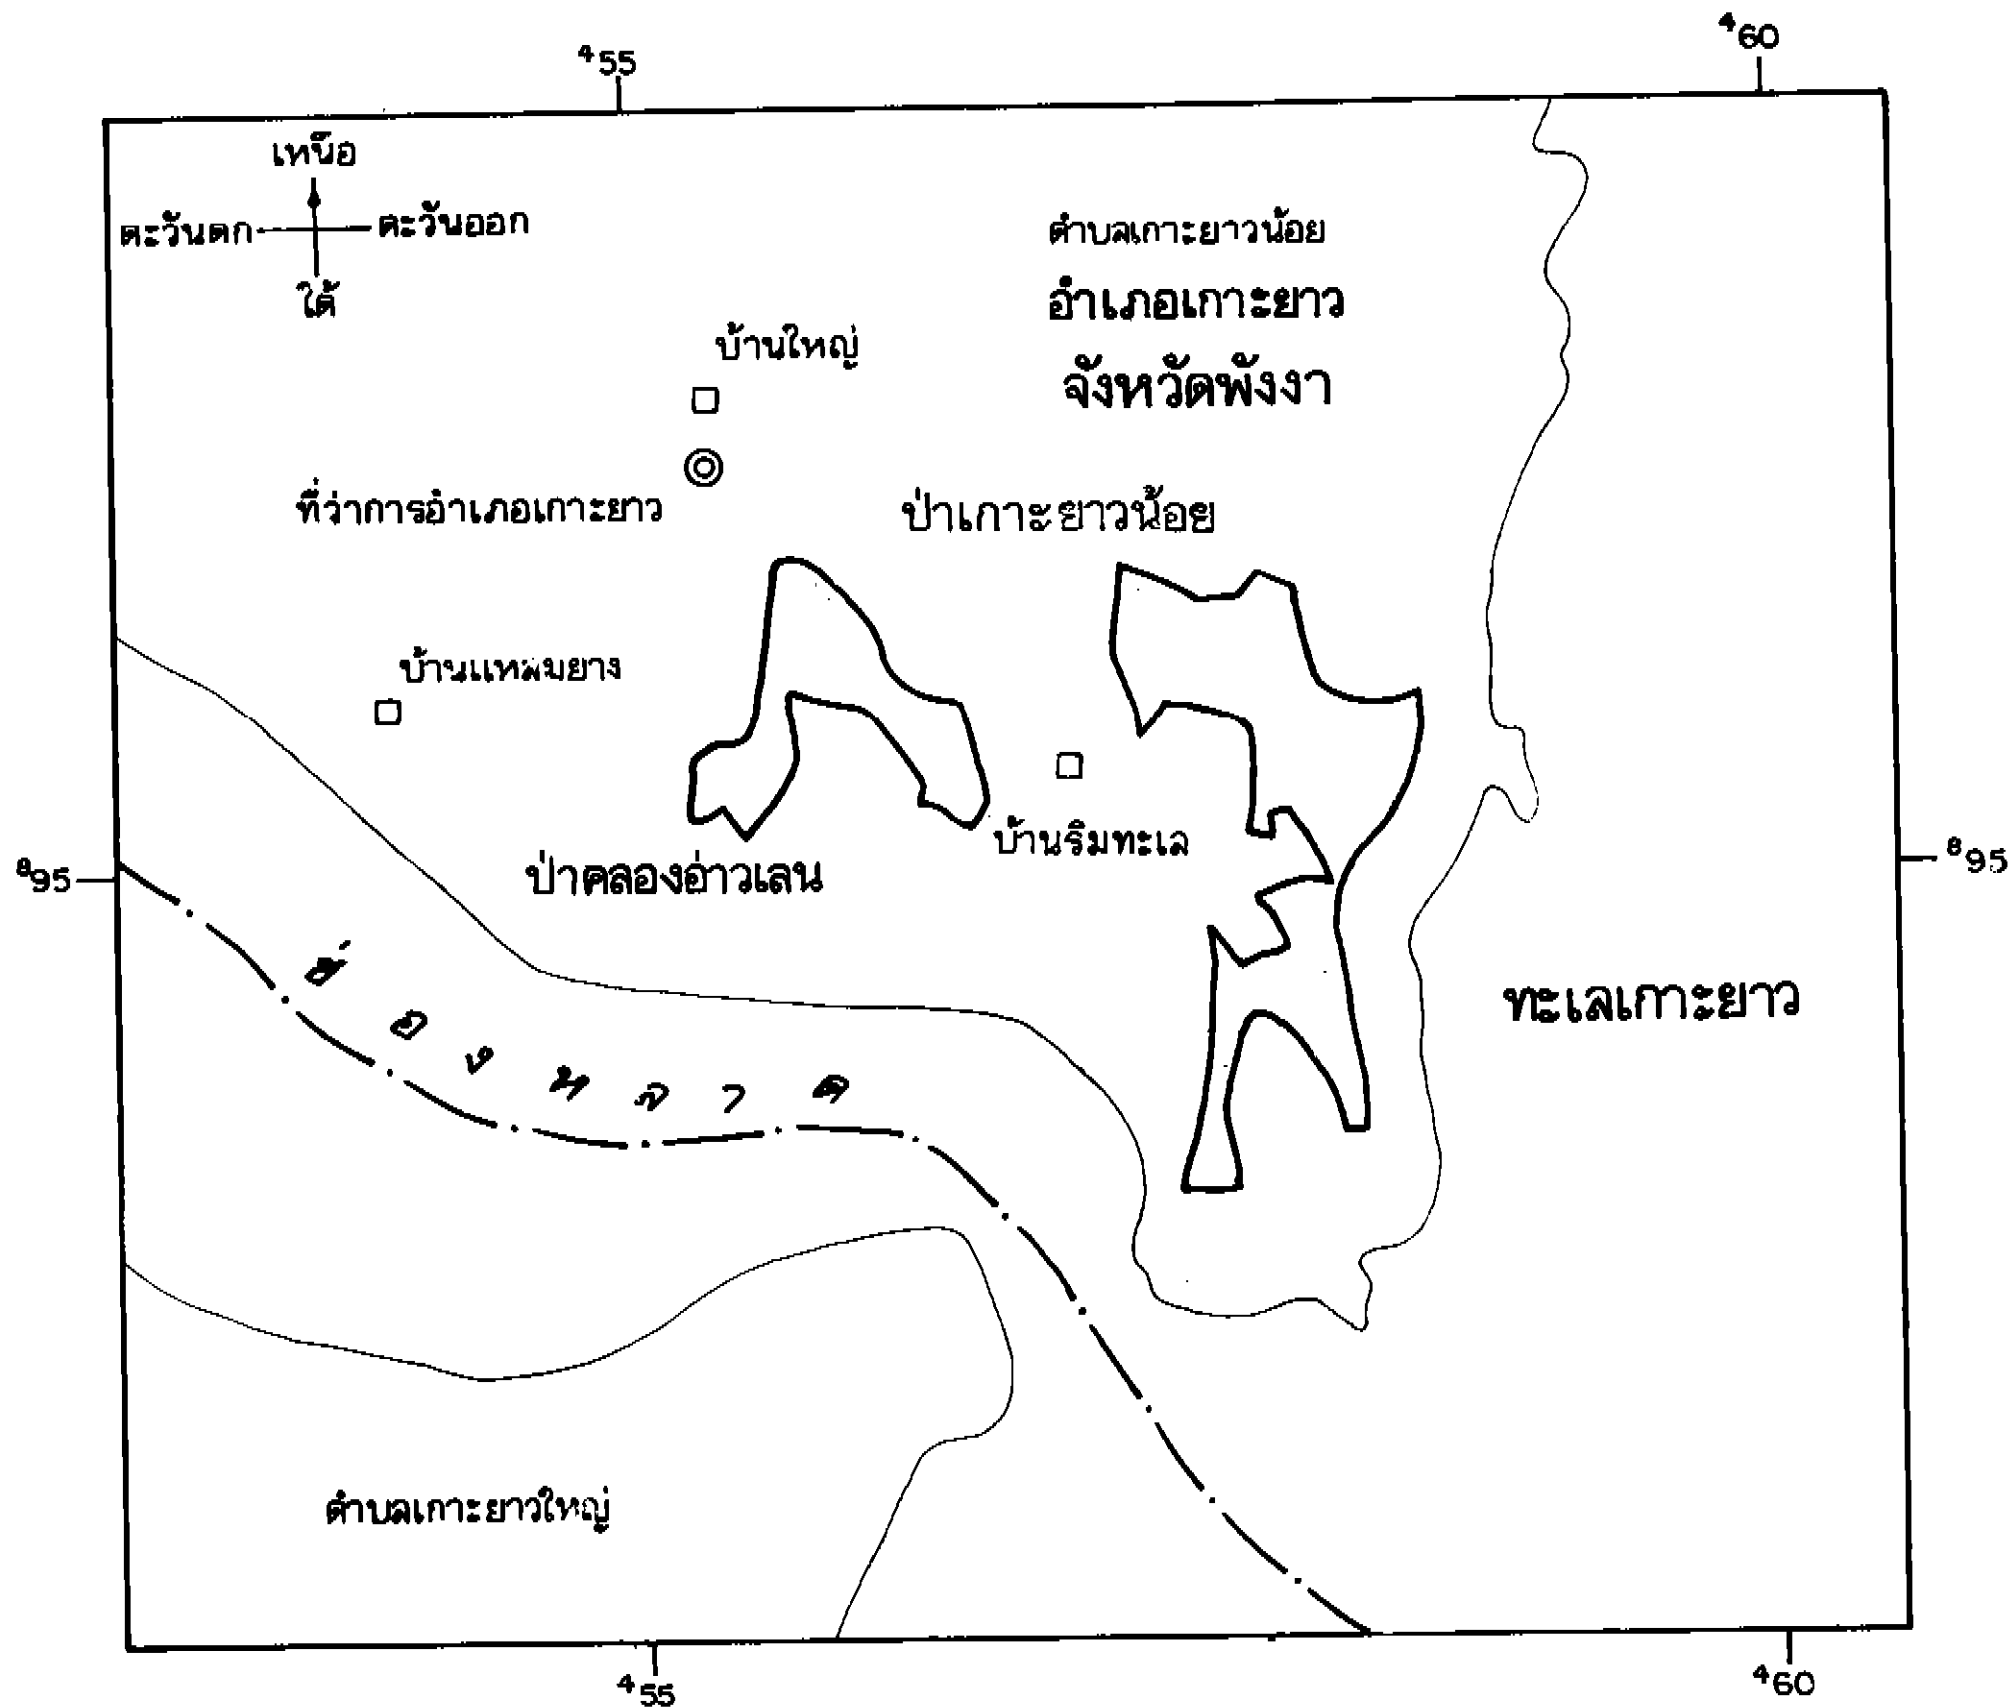 455
460
เหนือ
ตะวันตก
ตะวันออก
ใต้
ตำบลเกาะยาวน้อย
อำเภอเกาะยาว
จังหวัดพังงา
บ้านใหญ่
ที่ว่าการอำเภอเกาะยาว
ป่าเกาะยาวน้อย
บ้านแหลมยาง
บ้านริมทะเล
ป่าคลองอ่าวเลน
895
895
ทะเลเกาะยาว
ช่องหลาด
ตำบลเกาะยาวใหญ่
455
460